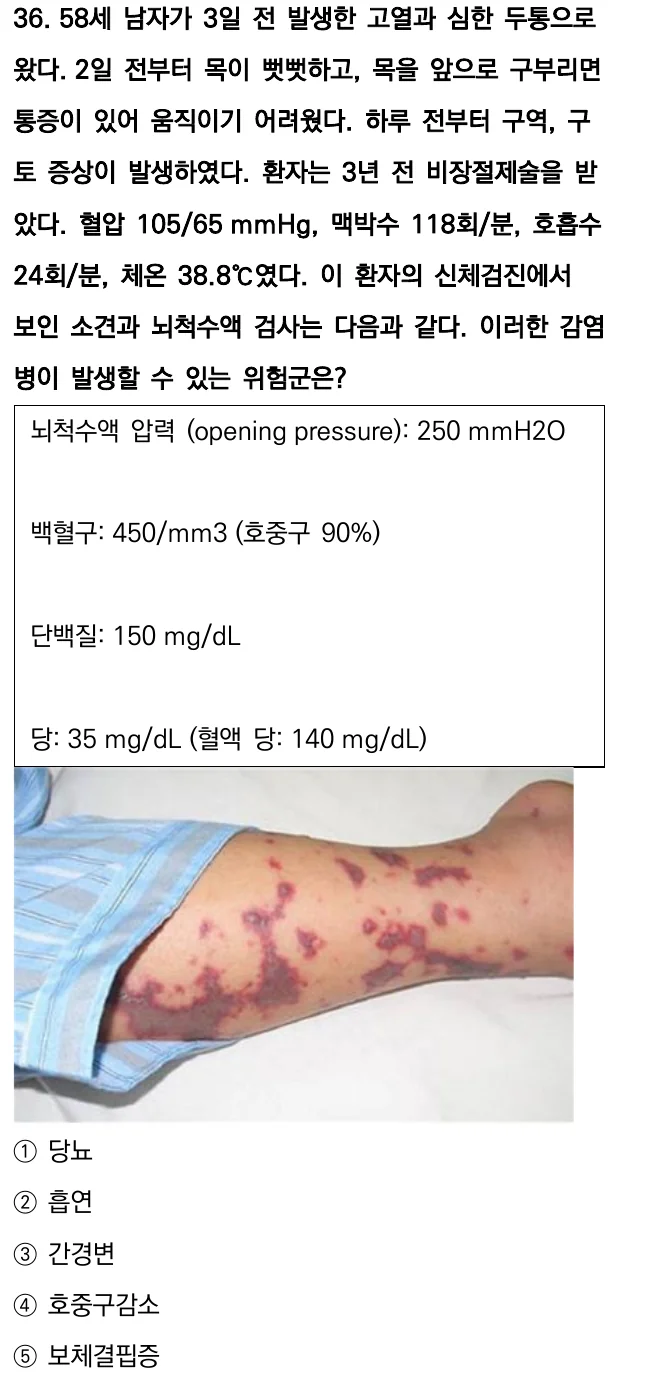 36. 58세 남자가 3일 전 발생한 고열과 심한 두통으로
왔다. 2일 전부터 목이 뻣뻣하고, 목을 앞으로 구부리면
통증이 있어 움직이기 어려웠다. 하루 전부터 구역, 구
토 증상이 발생하였다. 환자는 3년 전 비장절제술을 받
았다. 혈압 105/65 mmHg, 맥박수 118회/분, 호흡수
24회/분, 체온 38.8℃였다. 이 환자의 신체검진에서
보인 소견과 뇌척수액 검사는 다음과 같다. 이러한 감염
병이 발생할 수 있는 위험군은?
뇌척수액 압력 (opening pressure): 250 mmH2O
백혈구: 450/mm3 (호중구 90%)
단백질: 150 mg/dL
당: 35 mg/dL (혈액 당: 140 mg/dL)
① 당뇨
② 흡연
③ 간경변
④ 호중구감소
⑤ 보체결핍증